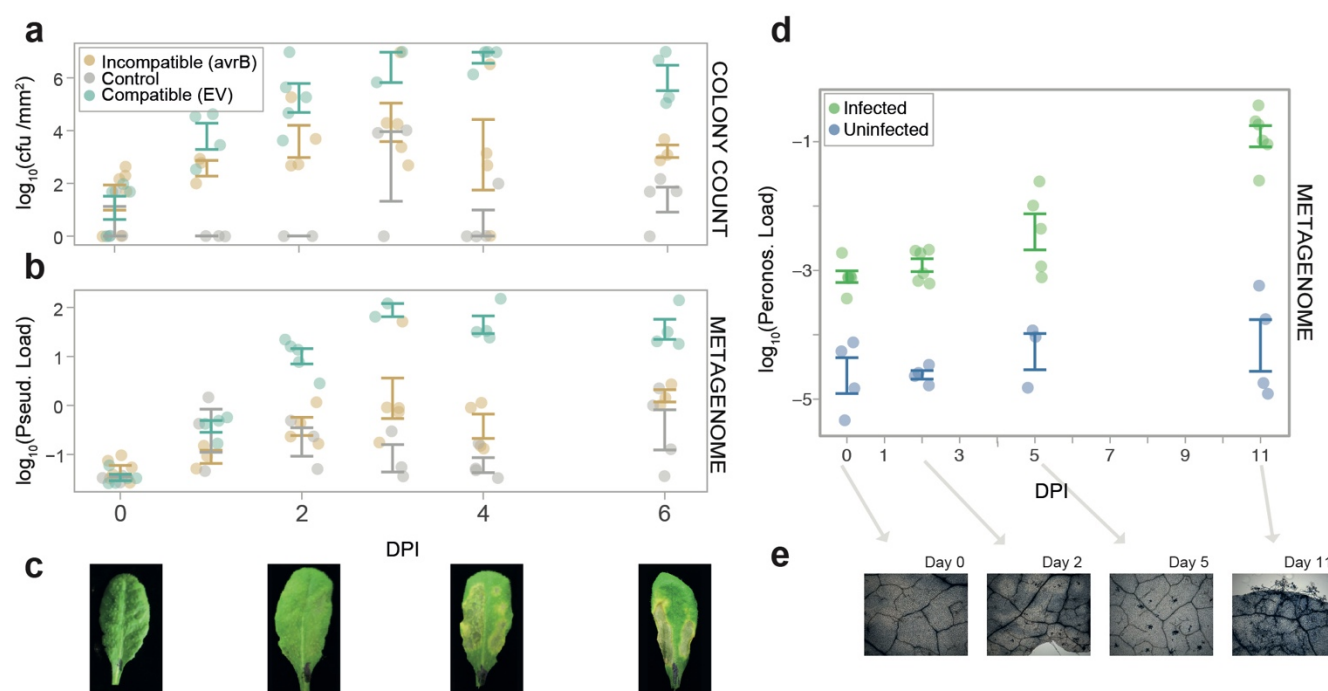 a
Incompatible (avrB)
Control
Compatible (EV)
log10(cfu /mm²)
6
4
2
0
COLONY COUNT
b
log10(Pseud. Load)
2
1
0
−1
METAGENOME
0
2
4
6
DPI
c
d
Infected
Uninfected
log10(Peronos. Load)
-1
-3
-5
METAGENOME
0
1
3
5
7
9
11
DPI
e
Day 0
Day 2
Day 5
Day 11